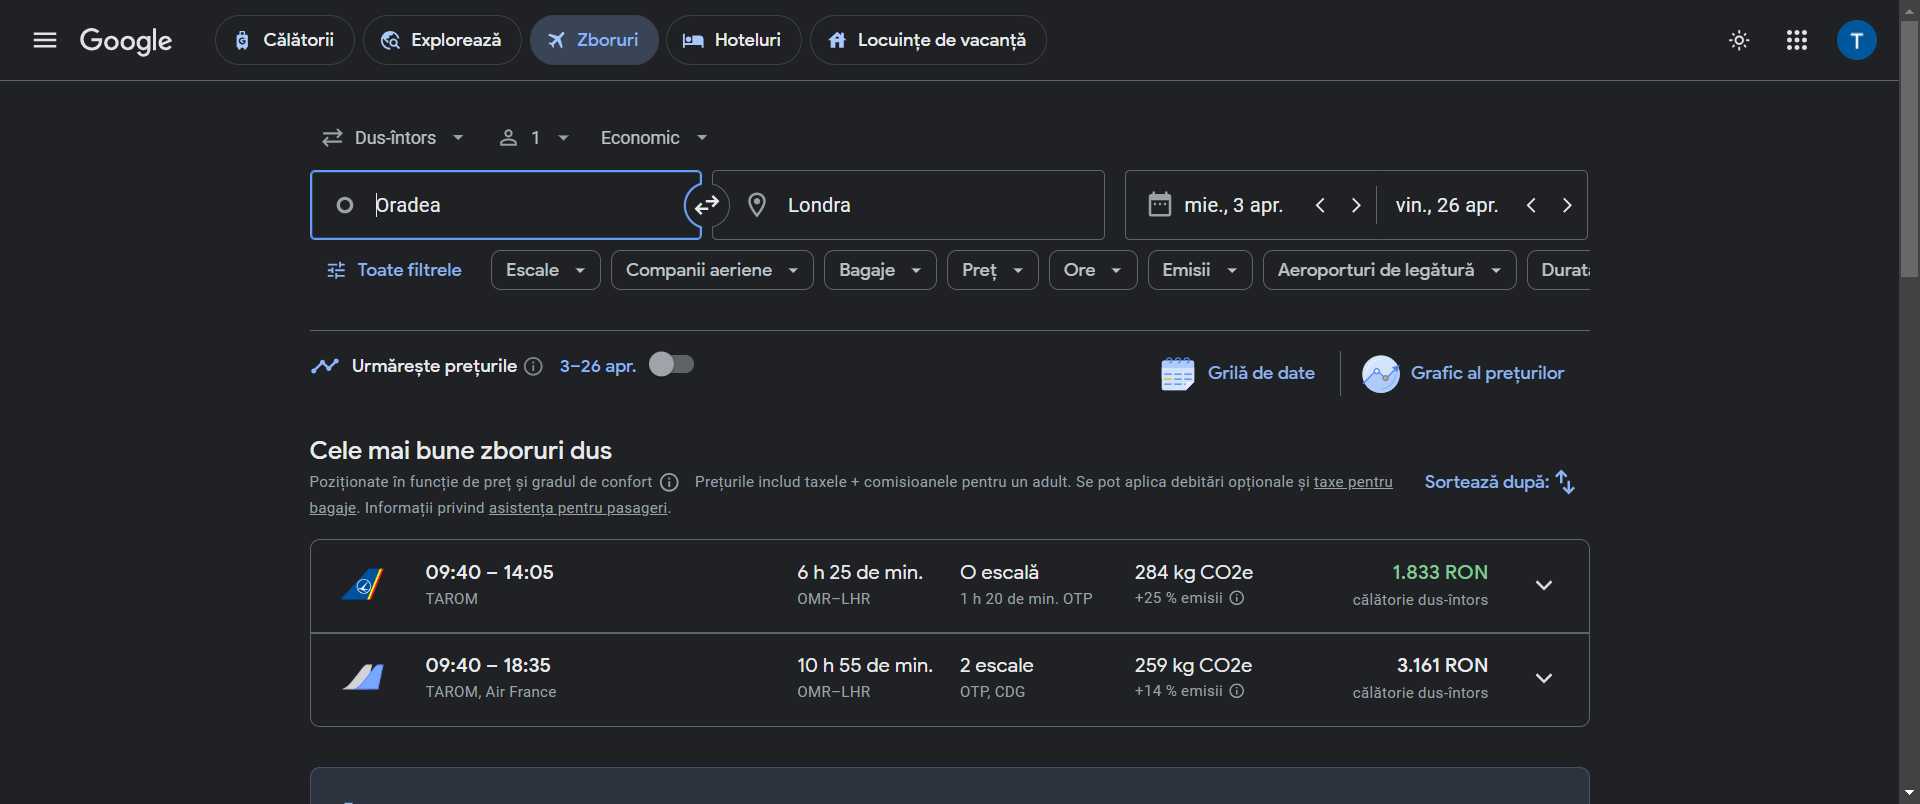 Google
Călătorii
Explorează
Zboruri
Hoteluri
Locuințe de vacanță
T
Dus-întors
1
Economic
Oradea
Londra
mie., 3 apr.
vin., 26 apr.
Toate filtrele
Escale
Companii aeriene
Bagaje
Preț
Ore
Emisii
Aeroporturi de legătură
Durata
Urmărește prețurile
3–26 apr.
Grilă de date
Grafic al prețurilor
Cele mai bune zboruri dus
Poziționate în funcție de preț și gradul de confort
Prețurile includ taxele + comisioanele pentru un adult. Se pot aplica debitări opționale și taxe pentru
bagaje. Informații privind asistența pentru pasageri.
Sortează după:
09:40 – 14:05
TAROM
6 h 25 de min.
OMR–LHR
O escală
1 h 20 de min. OTP
284 kg CO2e
+25 % emisii
1.833 RON
călătorie dus-întors
09:40 – 18:35
TAROM, Air France
10 h 55 de min.
OMR–LHR
2 escale
OTP, CDG
259 kg CO2e
+14 % emisii
3.161 RON
călătorie dus-întors